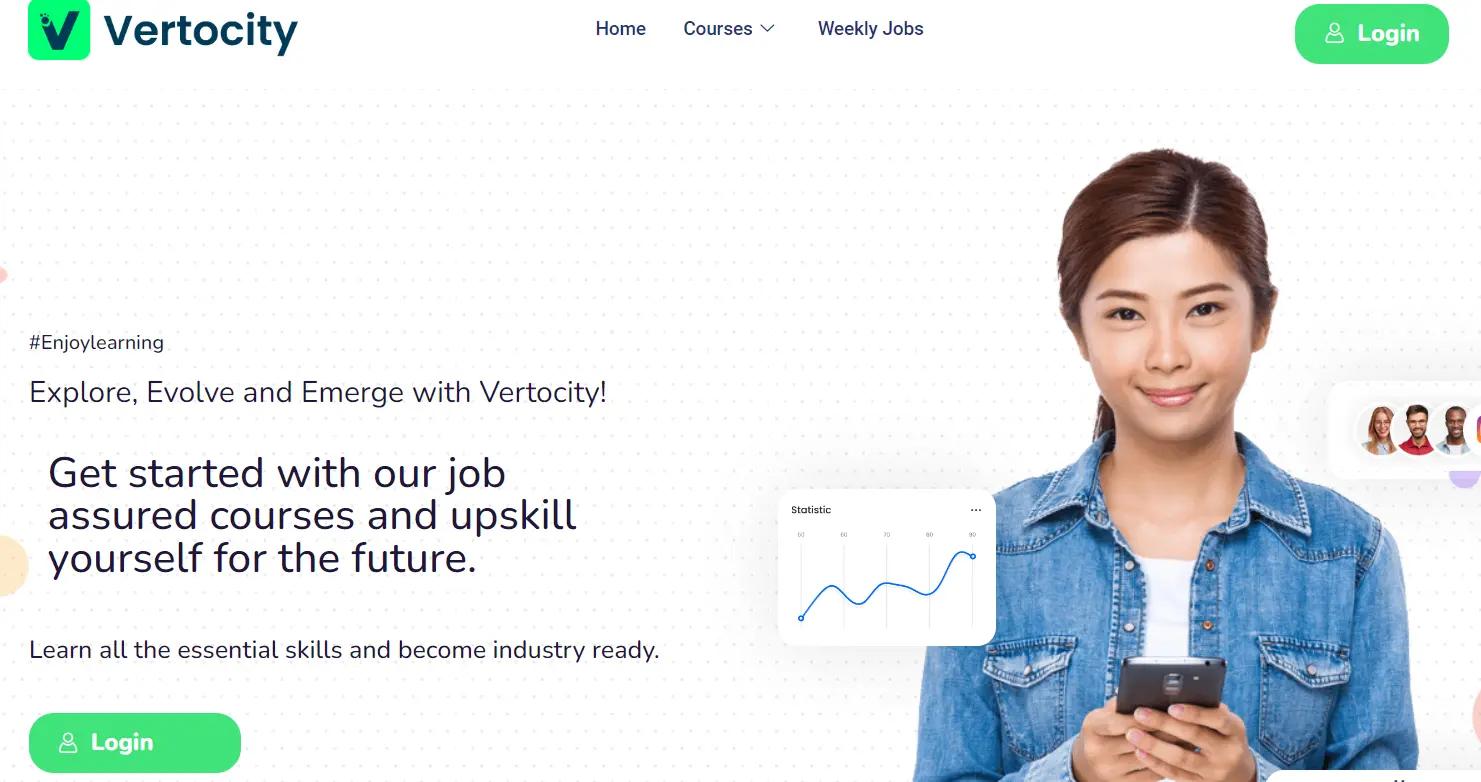 Vertocity
Home
Courses
Weekly Jobs
Login
#Enjoylearning
Explore, Evolve and Emerge with Vertocity!
Get started with our job
assured courses and upskill
yourself for the future.
Statistic
50 60 70 80 90
Learn all the essential skills and become industry ready.
Login